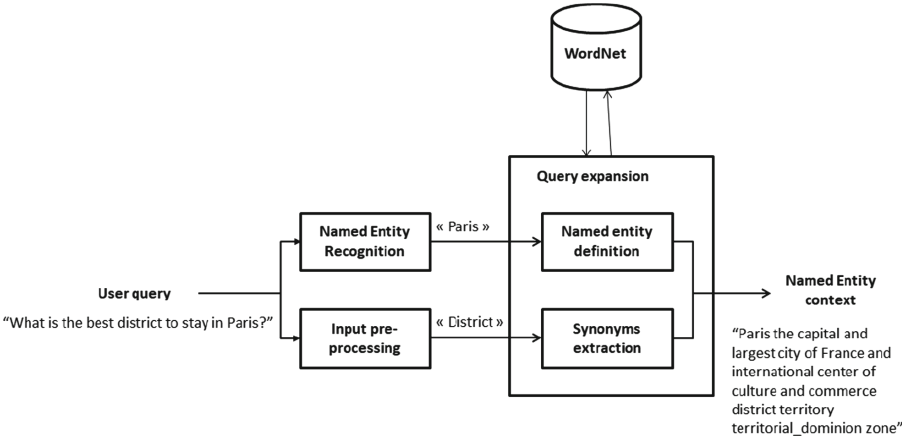 WordNet
Query expansion
Named Entity
Recognition
« Paris »
Named entity
definition
User query
"What is the best district to stay in Paris?"
Input pre-
processing
« District »
Synonyms
extraction
Named Entity
context
"Paris the capital and
largest city of France and
international center of
culture and commerce
district territory
territorial_dominion zone"